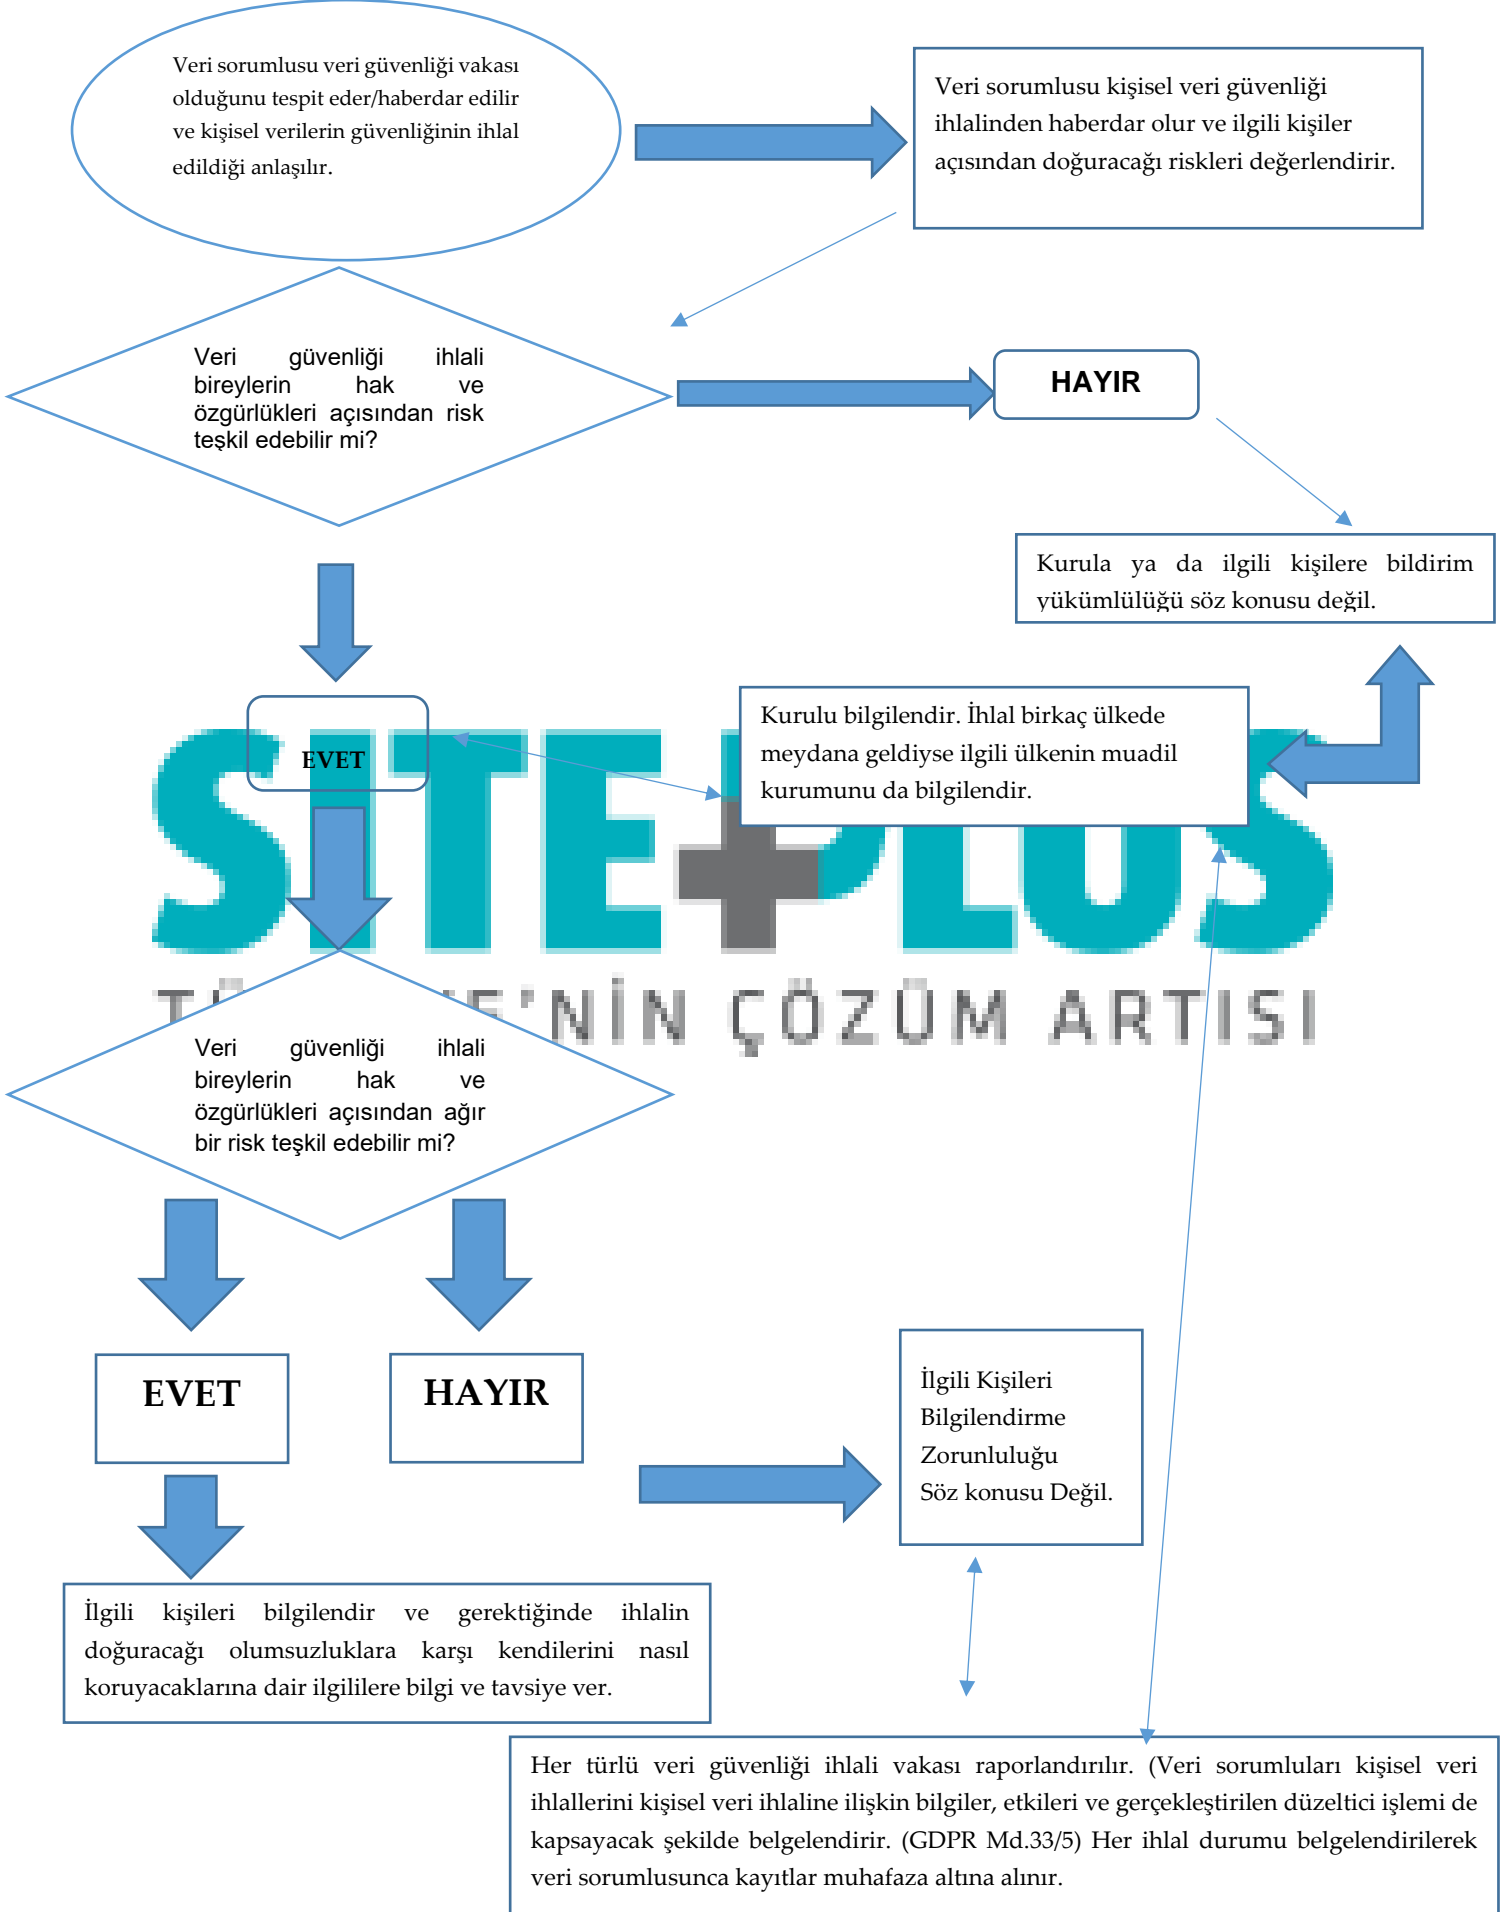 Veri sorumlusu veri güvenliği vakası
olduğunu tespit eder/haberdar edilir
ve kişisel verilerin güvenliğinin ihlal
edildiği anlaşılır.
Veri sorumlusu kişisel veri güvenliği
ihlalinden haberdar olur ve ilgili kişiler
açısından doğuracağı riskleri değerlendirir.
Veri güvenliği ihlali
bireylerin hak ve
özgürlükleri açısından risk
teşkil edebilir mi?
HAYIR
Kurula ya da ilgili kişilere bildirim
yükümlülüğü söz konusu değil.
EVET
Kurulu bilgilendir. İhlal birkaç ülkede
meydana geldiyse ilgili ülkenin muadil
kurumunu da bilgilendir.
SİTE PLUS
ÇÖZÜM ARTISI
Veri güvenliği ihlali
bireylerin hak ve
özgürlükleri açısından ağır
bir risk teşkil edebilir mi?
EVET
HAYIR
İlgili Kişileri
Bilgilendirme
Zorunluluğu
Söz konusu Değil.
İlgili kişileri bilgilendir ve gerektiğinde ihlalin
doğuracağı olumsuzluklara karşı kendilerini nasıl
koruyacaklarına dair ilgililere bilgi ve tavsiye ver.
Her türlü veri güvenliği ihlali vakası raporlandırılır. (Veri sorumluları kişisel veri
ihlallerini kişisel veri ihlaline ilişkin bilgiler, etkileri ve gerçekleştirilen düzeltici işlemi de
kapsayacak şekilde belgelendirir. (GDPR Md.33/5) Her ihlal durumu belgelendirilerek
veri sorumlusunca kayıtlar muhafaza altına alınır.